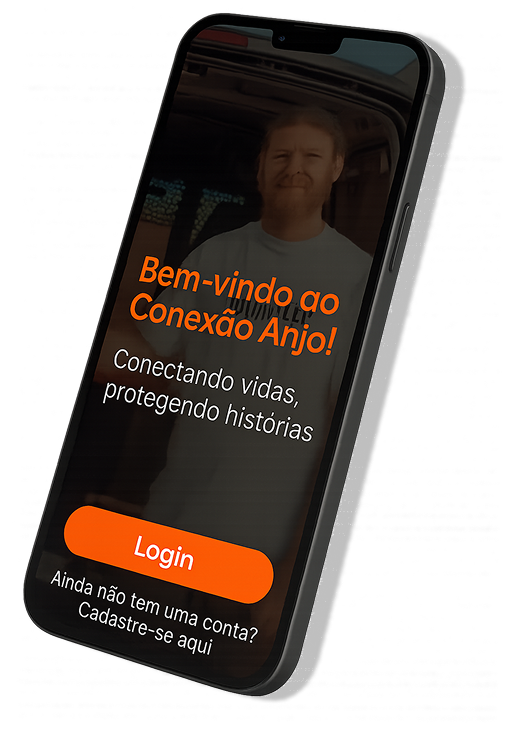 Bem-vindo ao
Conexão Anjo!
Conectando vidas,
protegendo histórias
Login
Ainda não tem uma conta?
Cadastre-se aqui